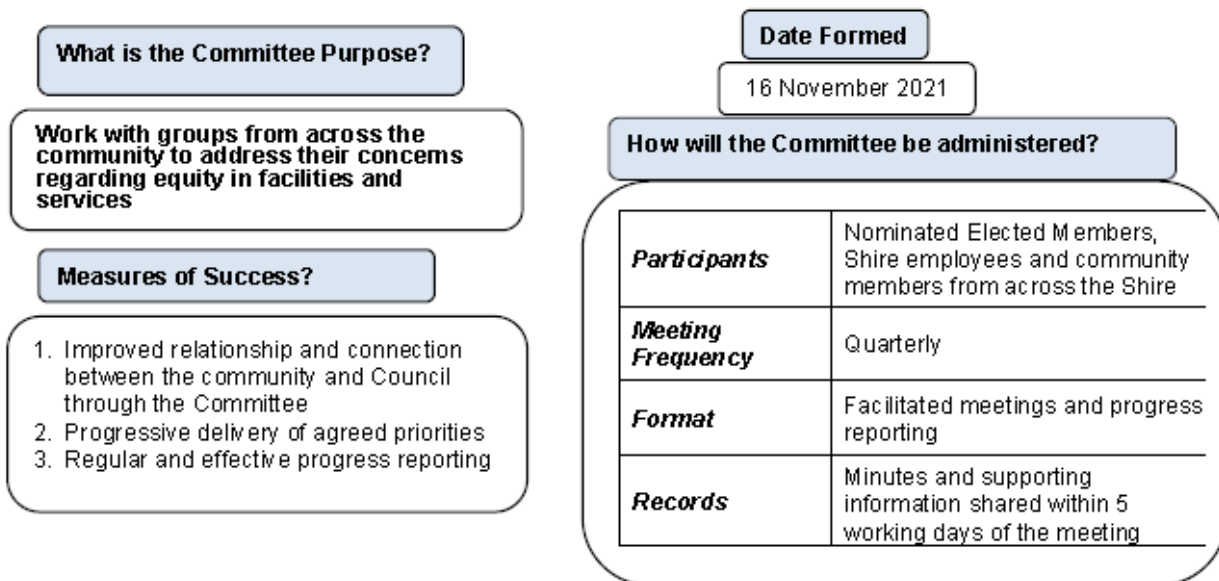 What is the Committee Purpose?
Work with groups from across the
community to address their concerns
regarding equity in facilities and
services
Measures of Success?
1. Improved relationship and connection
between the community and Council
through the Committee
2. Progressive delivery of agreed priorities
3. Regular and effective progress reporting
Date Formed
16 November 2021
How will the Committee be administered?
Participants
Nominated Elected Members,
Shire employees and community
members from across the Shire
Meeting
Frequency
Quarterly
Format
Facilitated meetings and progress
reporting
Records
Minutes and supporting
information shared within 5
working days of the meeting